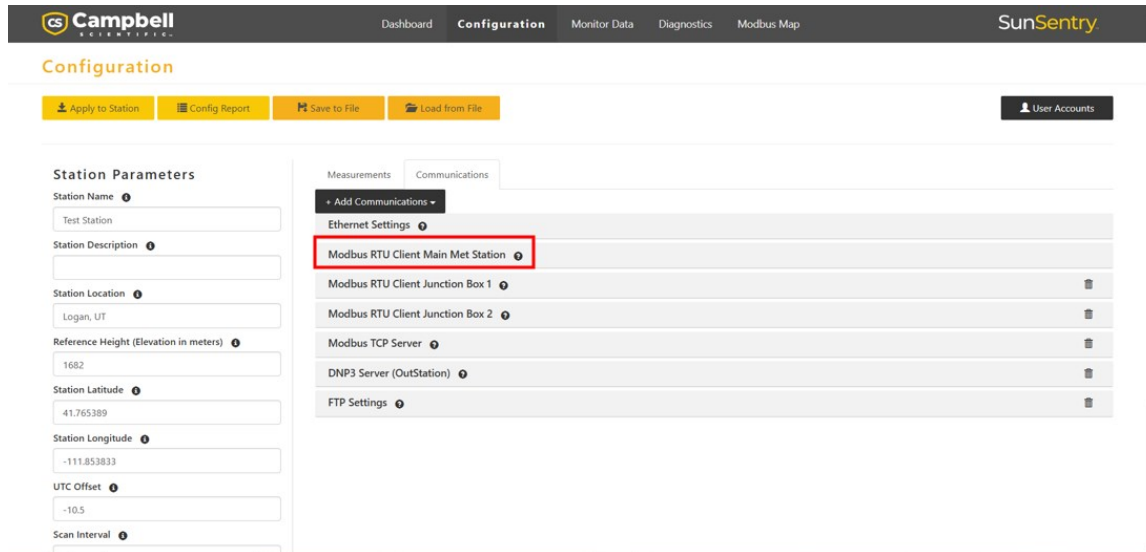 CS Campbell
SCIENTIFIC
Dashboard Configuration Monitor Data Diagnostics Modbus Map
SunSentry
Configuration
Apply to Station Config Report Save to File Load from File User Accounts
Station Parameters
Station Name
Test Station
Station Description
Station Location
Logan, UT
Reference Height (Elevation in meters)
1682
Station Latitude
41.765389
Station Longitude
-111.853833
UTC Offset
-10.5
Scan Interval
Measurements Communications
+ Add Communications
Ethernet Settings
Modbus RTU Client Main Met Station
Modbus RTU Client Junction Box 1
Modbus RTU Client Junction Box 2
Modbus TCP Server
DNP3 Server (OutStation)
FTP Settings